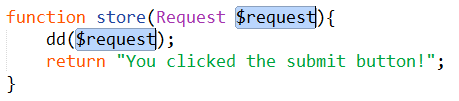 function store(Request $request){
    dd($request);
    return "You clicked the submit button!";
}